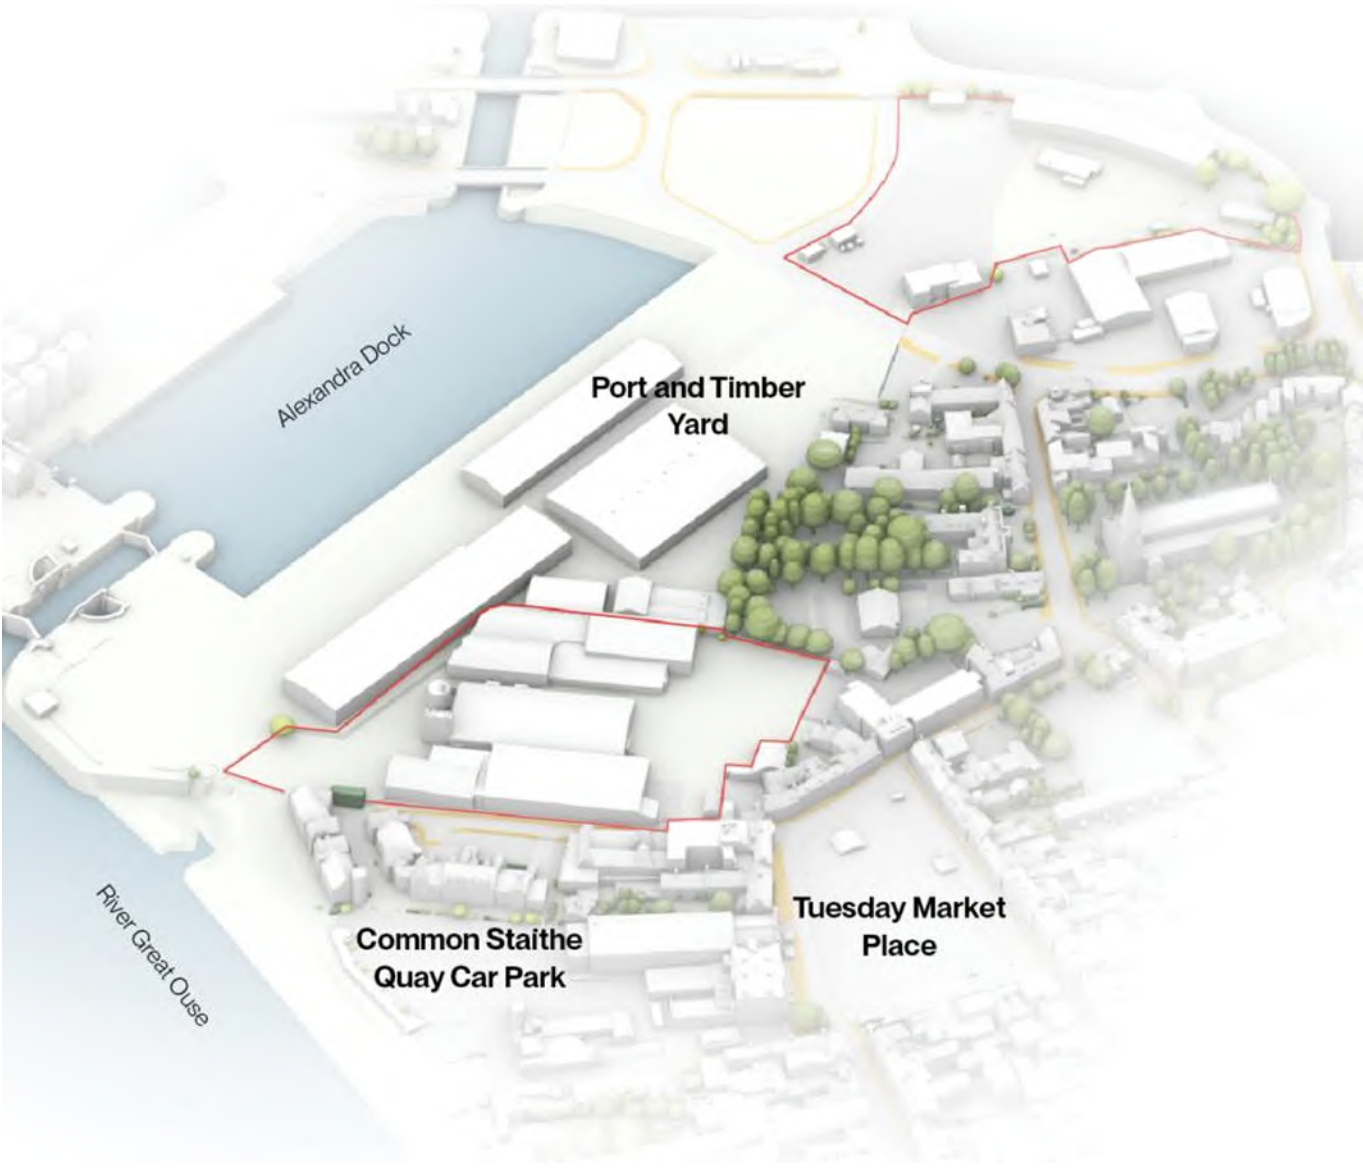 Alexandra Dock
Port and Timber
Yard
Tuesday Market
Place
Common Staithe
Quay Car Park
River Great Ouse